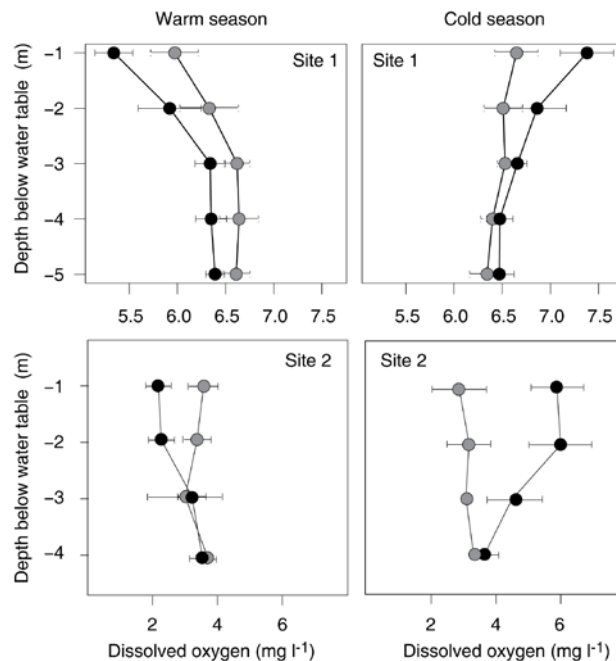 Warm season
Cold season
Depth below water table (m)
-1
-2
-3
-4
-5
Site 1
5.5 6.0 6.5 7.0 7.5
Site 1
5.5 6.0 6.5 7.0 7.5
Depth below water table (m)
-1
-2
-3
-4
Site 2
2 4 6
Dissolved oxygen (mg l-1)
Site 2
2 4 6
Dissolved oxygen (mg l-1)